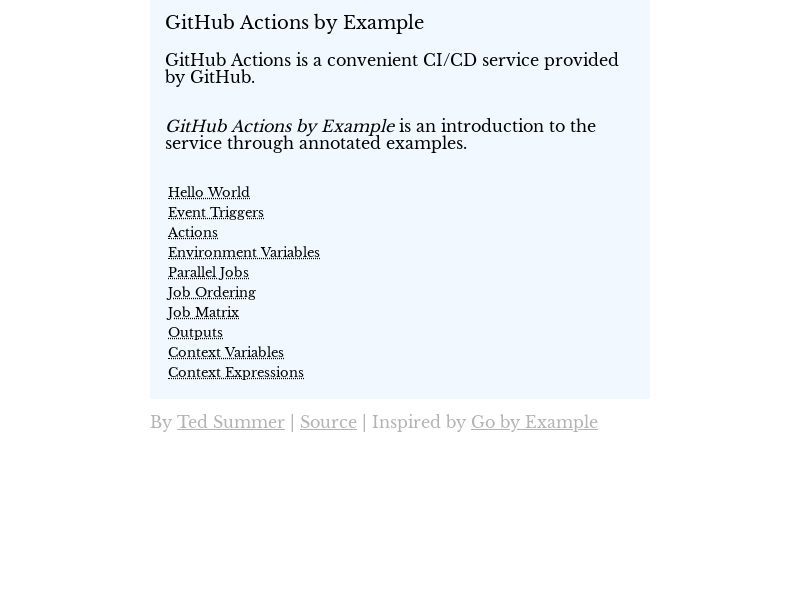 GitHub Actions by Example
GitHub Actions is a convenient CI/CD service provided
by GitHub.
GitHub Actions by Example is an introduction to the
service through annotated examples.
Hello World
Event Triggers
Actions
Environment Variables
Parallel Jobs
Job Ordering
Job Matrix
Outputs
Context Variables
Context Expressions
By Ted Summer | Source | Inspired by Go by Example